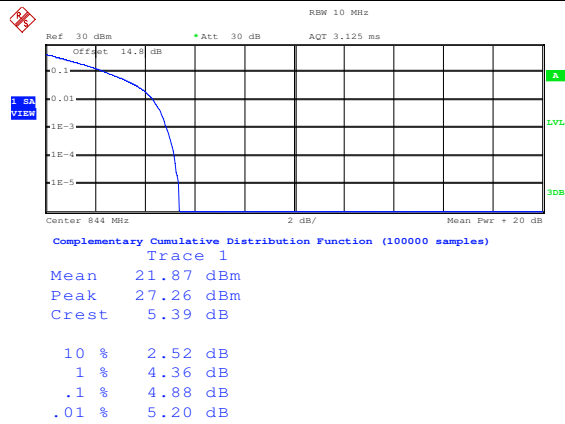 RBW 10 MHz
Ref 30 dBm *Att 30 dB AQT 3.125 ms
Offset 14.8 dB
0.1
A
1 SA
VIEW
0.01
1E-3
LVL
1E-4
1E-5
3DB
Center 844 MHz 2 dB/ Mean Pwr + 20 dB
Complementary Cumulative Distribution Function (100000 samples)
Trace 1
Mean 21.87 dBm
Peak 27.26 dBm
Crest 5.39 dB
10 % 2.52 dB
1 % 4.36 dB
.1 % 4.88 dB
.01 % 5.20 dB